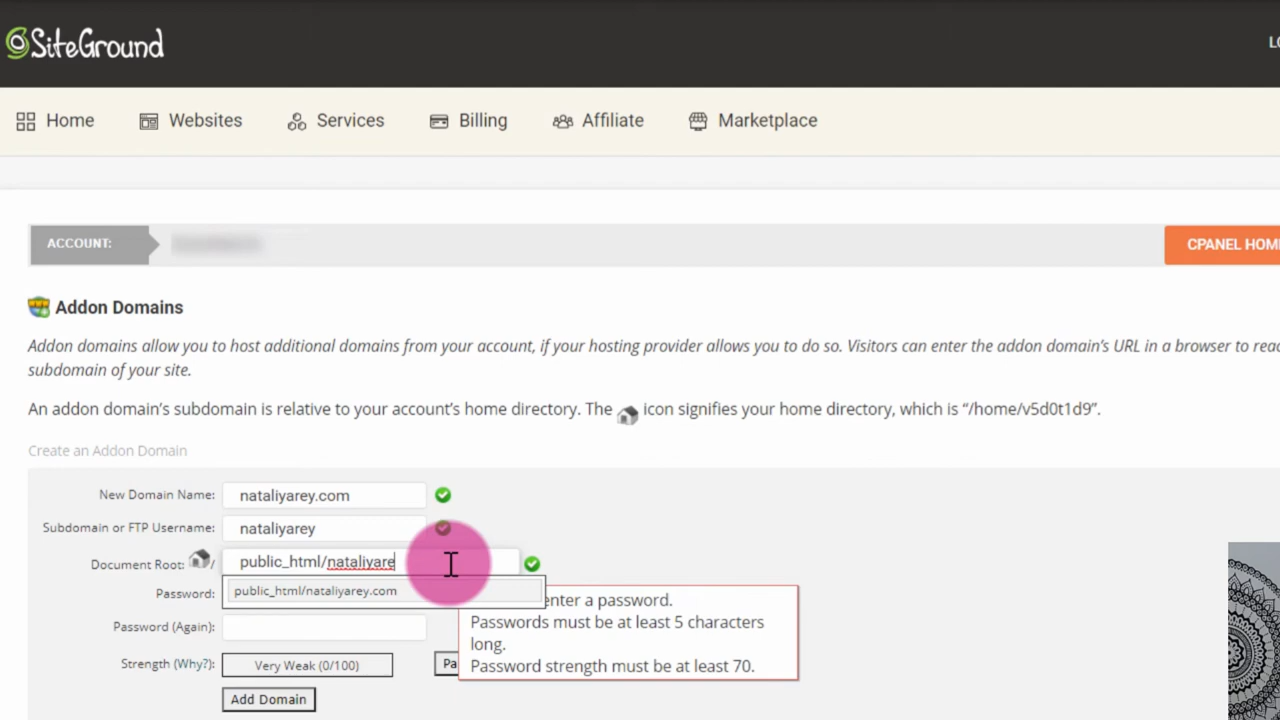 SiteGround
LO
Home
Websites
Services
Billing
Affiliate
Marketplace
ACCOUNT:
CPANEL HOM
Addon Domains
Addon domains allow you to host additional domains from your account, if your hosting provider allows you to do so. Visitors can enter the addon domain's URL in a browser to reac
subdomain of your site.
An addon domain's subdomain is relative to your account's home directory. The icon signifies your home directory, which is "/home/v5d0t1d9".
Create an Addon Domain
New Domain Name: nataliyarey.com
Subdomain or FTP Username: nataliyarey
Document Root: / public_html/nataliyare
public_html/nataliyarey.com
Password:
enter a password.
Passwords must be at least 5 characters
long.
Password strength must be at least 70.
Password (Again):
Strength (Why?): Very Weak (0/100)
Pa
Add Domain